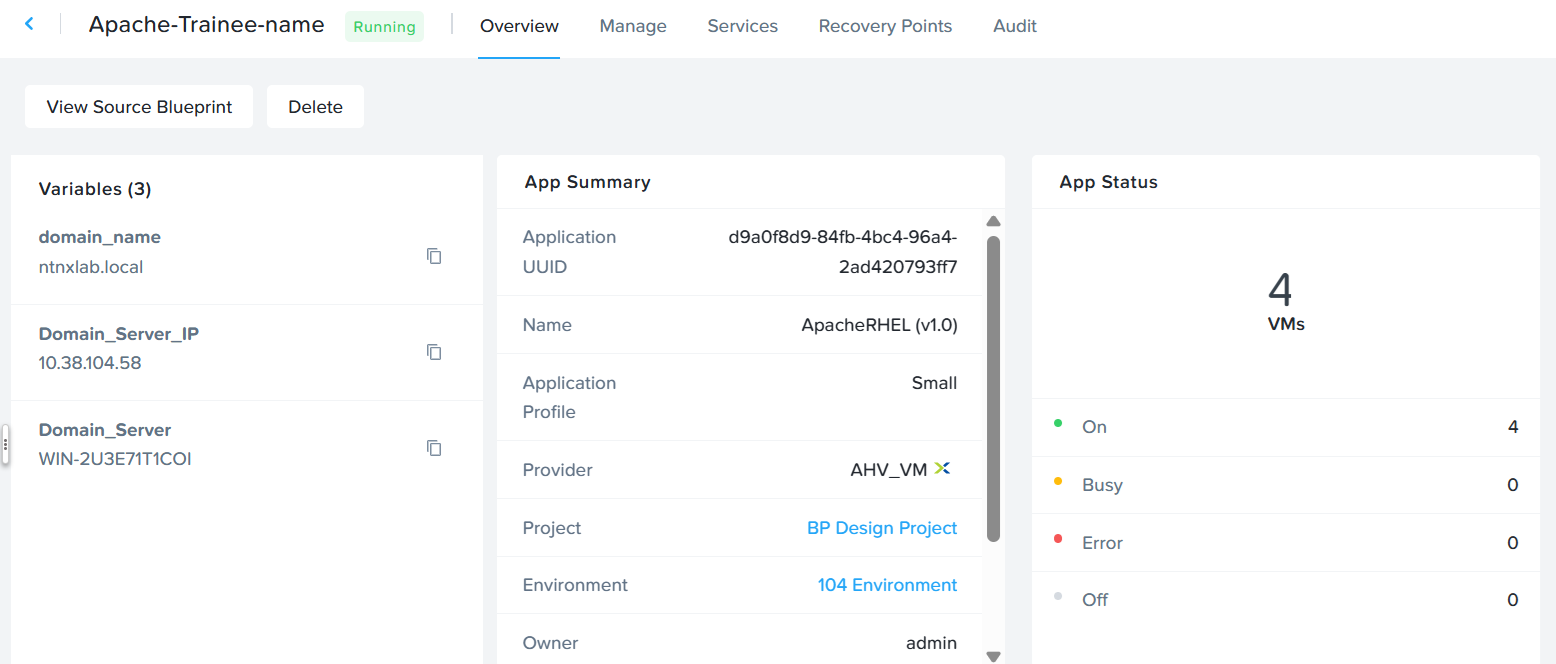 Apache-Trainee-name Running Overview Manage Services Recovery Points Audit
View Source Blueprint Delete
Variables (3)
domain_name
ntnxlab.local
Domain_Server_IP
10.38.104.58
Domain_Server
WIN-2U3E71T1COI
App Summary
Application UUID d9a0f8d9-84fb-4bc4-96a4-2ad420793ff7
Name ApacheRHEL (v1.0)
Application Profile Small
Provider AHV_VM
Project BP Design Project
Environment 104 Environment
Owner admin
App Status
4
VMs
On 4
Busy 0
Error 0
Off 0